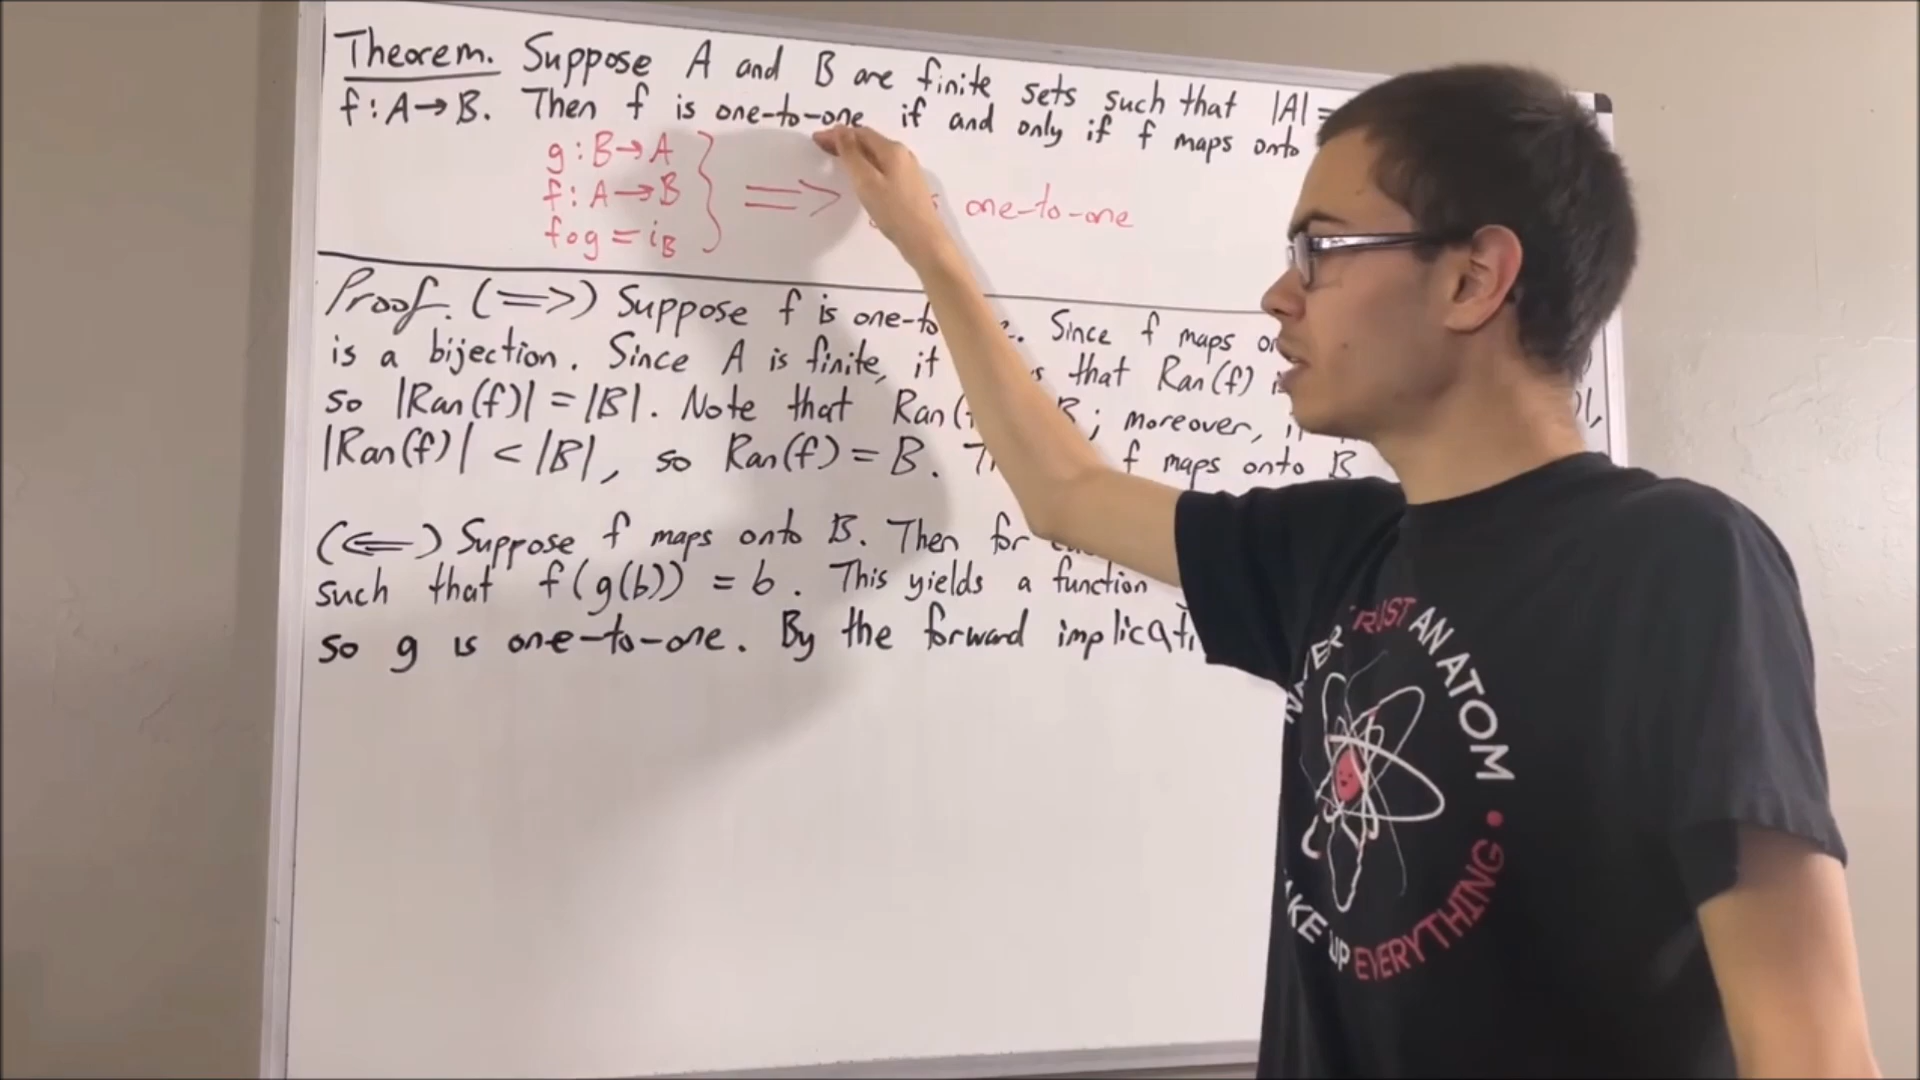 Theorem. Suppose A and B are finite sets such that |A| =
f : A → B. Then f is one-to-one if and only if f maps onto
g : B → A
f : A → B
f∘g = i_B
⟹ one-to-one
Proof. (⟹) Suppose f is one-to . Since f maps
is a bijection. Since A is finite, it that Ran(f)
so |Ran(f)| = |B|. Note that Ran( B; moreover,
|Ran(f)| < |B|, so Ran(f) = B. f maps onto B
(⟸) Suppose f maps onto B. Then for
such that f(g(b)) = b. This yields a function
so g is one-to-one. By the forward
TRUST AN ATOM
UP EVERYTHING